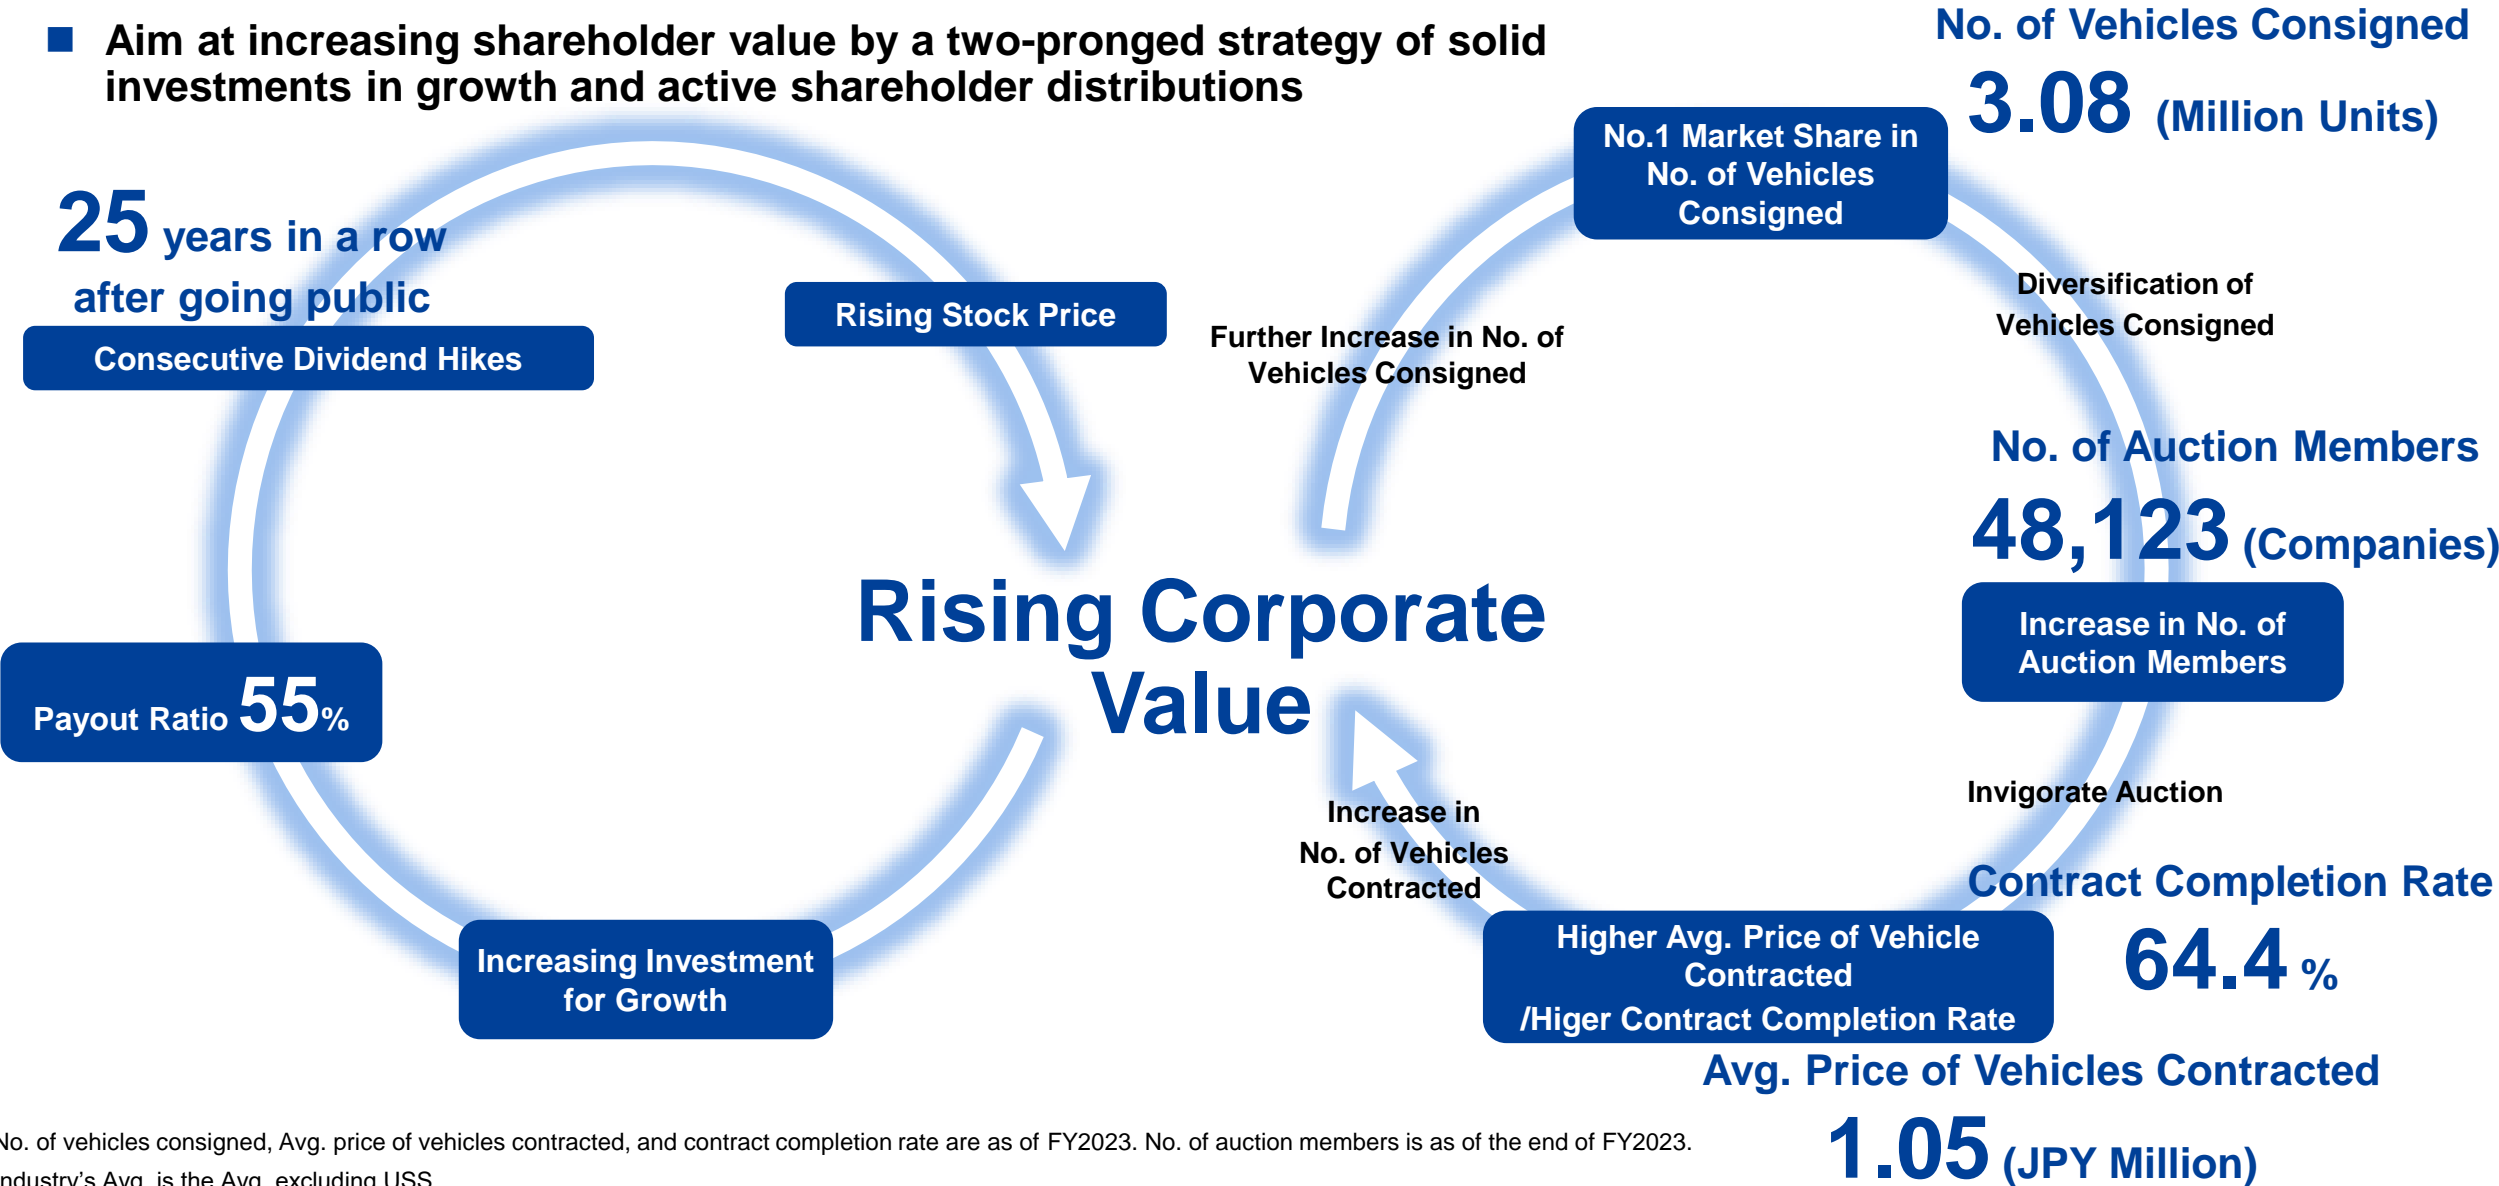 Aim at increasing shareholder value by a two-pronged strategy of solid
investments in growth and active shareholder distributions
25 years in a row
after going public
Consecutive Dividend Hikes
Rising Stock Price
Payout Ratio 55%
Increasing Investment
for Growth
Rising Corporate
Value
No. of Vehicles Consigned
3.08 (Million Units)
No.1 Market Share in
No. of Vehicles
Consigned
Further Increase in No. of
Vehicles Consigned
Diversification of
Vehicles Consigned
No. of Auction Members
48,123 (Companies)
Increase in No. of
Auction Members
Invigorate Auction
Increase in
No. of Vehicles
Contracted
Contract Completion Rate
64.4 %
Higher Avg. Price of Vehicle
Contracted
/Higer Contract Completion Rate
Avg. Price of Vehicles Contracted
1.05 (JPY Million)
No. of vehicles consigned, Avg. price of vehicles contracted, and contract completion rate are as of FY2023. No. of auction members is as of the end of FY2023.
Industry's Avg. is the Avg. excluding USS